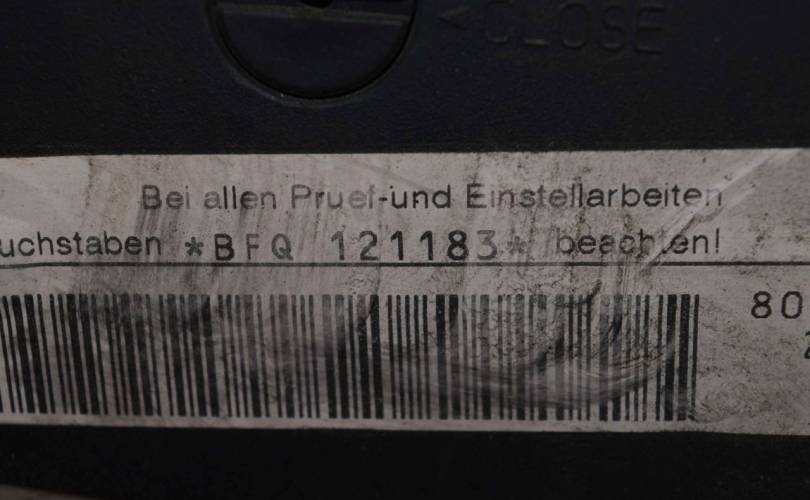 <CLOSE
Bei allen Pruef-und Einstellarbeiten
uchstaben *BFQ 121183* beachten!
80